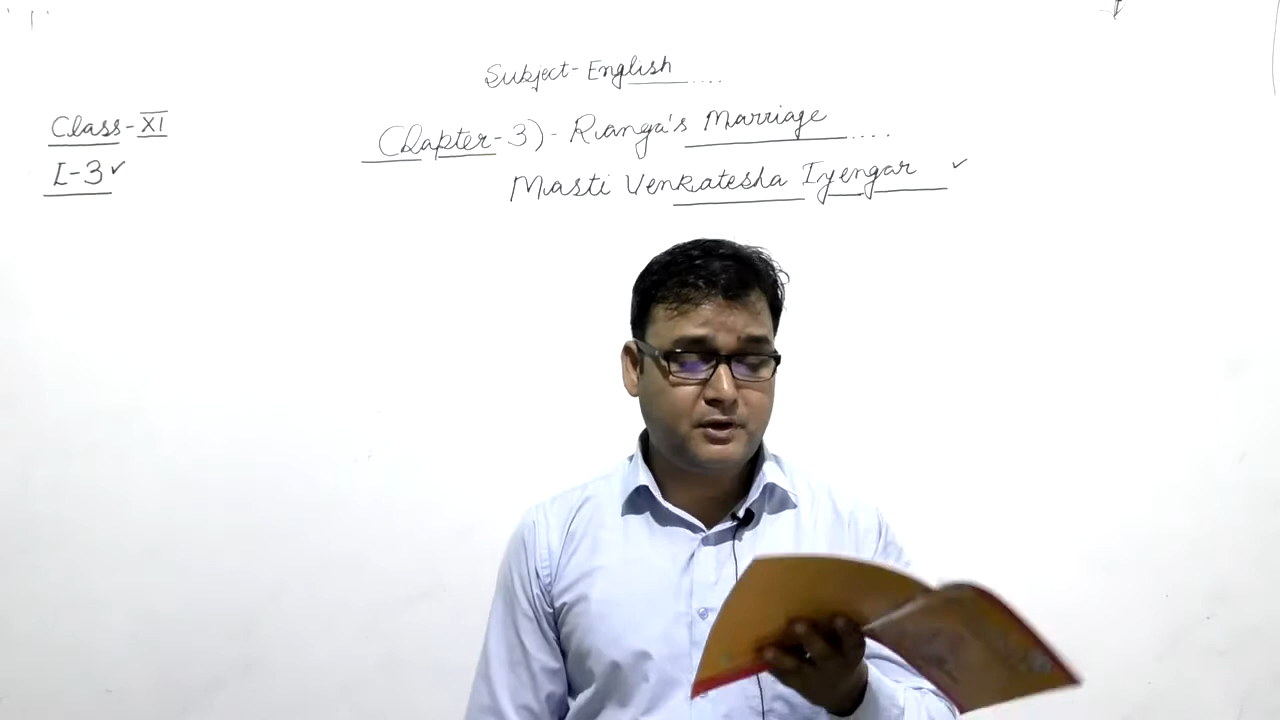 Subject- English ....
Class- XI
L-3 ✓
Chapter-3)- Ranga's Marriage ....
Masti Venkatesha Iyengar ✓